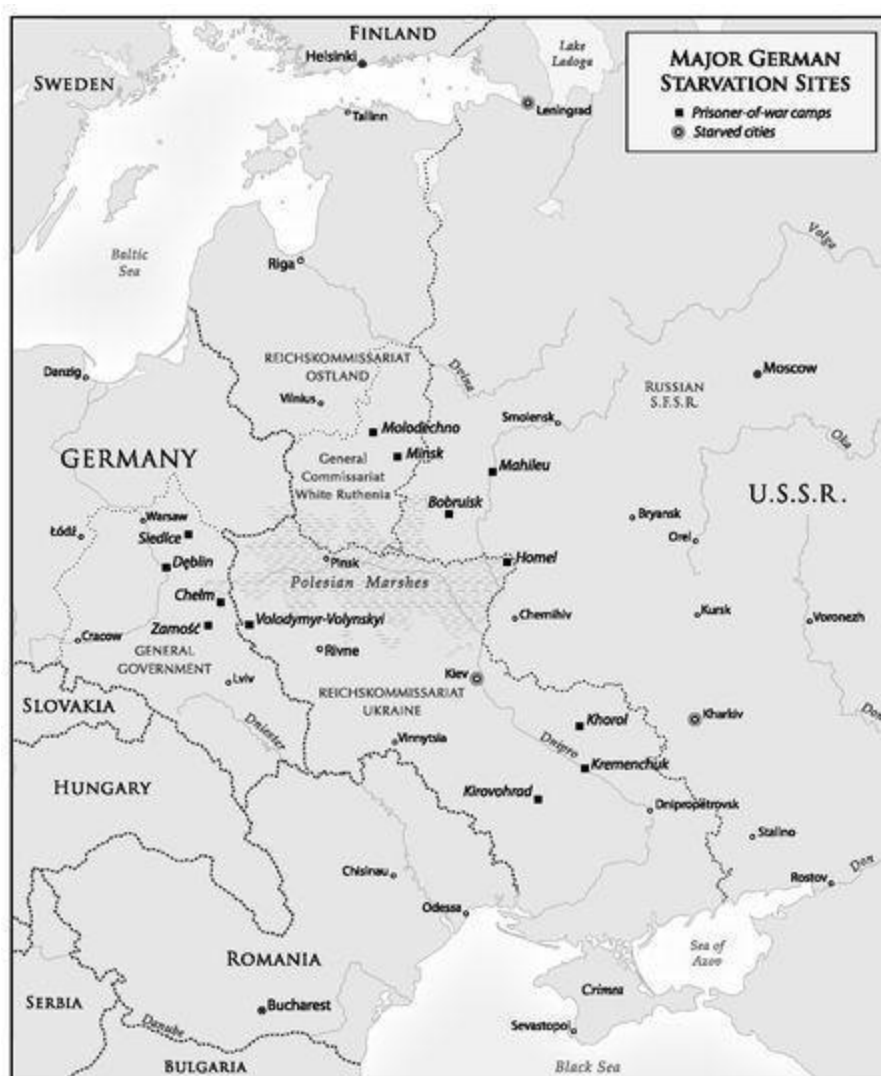 FINLAND
Helsinki
Lake
Ladoga
MAJOR GERMAN
STARVATION SITES
Prisoner-of-war camps
Starved cities
SWEDEN
Tallinn
Leningrad
Baltic
Sea
Riga
Volga
REICHSKOMMISSARIAT
OSTLAND
Danzig
Vilnius
Dvina
Moscow
RUSSIAN
S.F.S.R.
Smolensk
Oka
Molodechno
GERMANY
General
Commissariat
White Ruthenia
Minsk
Mahileu
U.S.S.R.
Bobruisk
Bryansk
Orel
Łódź
Warsaw
Siedlce
Dęblin
Pinsk
Polesian Marshes
Homel
Chełm
Zamość
Volodymyr-Volynskyi
Chernihiv
Kursk
Voronezh
Cracow
GENERAL
GOVERNMENT
Rivne
Lviv
Kiev
REICHSKOMMISSARIAT
UKRAINE
SLOVAKIA
Dniester
Khorol
Kharkiv
Don
Vinnytsia
Dnipro
Kremenchuk
HUNGARY
Kirovohrad
Dnipropetrovsk
Stalino
Chisinau
Rostov
Don
Odessa
ROMANIA
Sea of
Azov
Crimea
SERBIA
Bucharest
Danube
Sevastopol
BULGARIA
Black Sea